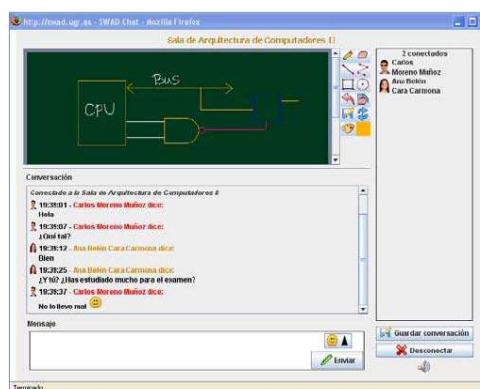 http://swad.ugr.es - SWAD Chat - Mozilla Firefox
Sala de Arquitectura de Computadores II
Bus
CPU
2 conectados
Carlos
Moreno Muñoz
Ana Belén
Cara Carmona
Conversación
Conectado a la Sala de Arquitectura de Computadores II
19:39:01 - Carlos Moreno Muñoz dice:
Hola
19:39:07 - Carlos Moreno Muñoz dice:
¿Qué tal?
19:39:12 - Ana Belén Cara Carmona dice:
Bien
19:39:25 - Ana Belén Cara Carmona dice:
¿Y tú? ¿Has estudiado mucho para el examen?
19:39:37 - Carlos Moreno Muñoz dice:
No lo llevo mal
Mensaje
Enviar
Guardar conversación
Desconectar
Terminado